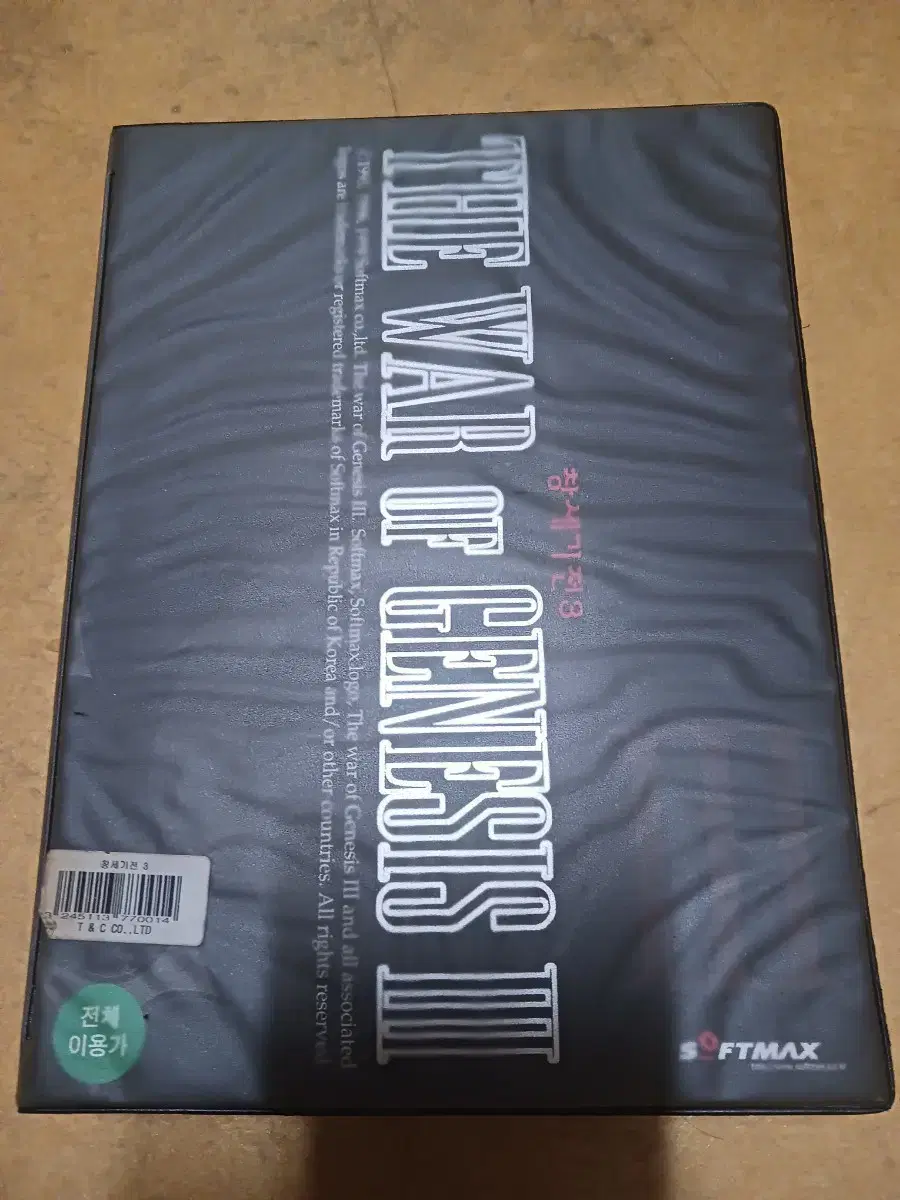 THE WAR OF GENESIS III
창세기전3
Softmax co.,ltd. The war of Genesis III. Softmax, Softmax logo, The war of Genesis III and all associated
logos are trademarks or registered trademarks of Softmax in Republic of Korea and/or other countries. All rights reserved
창세기전 3
245113 770014
T & C CO.,LTD
전체
이용가
SOFTMAX